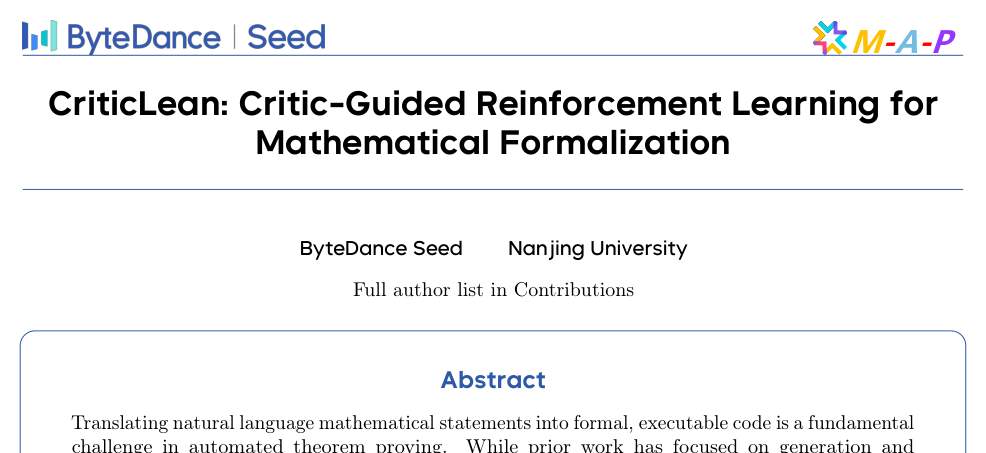 ByteDance | Seed
M-A-P
CriticLean: Critic-Guided Reinforcement Learning for
Mathematical Formalization
ByteDance Seed Nanjing University
Full author list in Contributions
Abstract
Translating natural language mathematical statements into formal, executable code is a fundamental
challenge in automated theorem proving. While prior work has focused on generation and